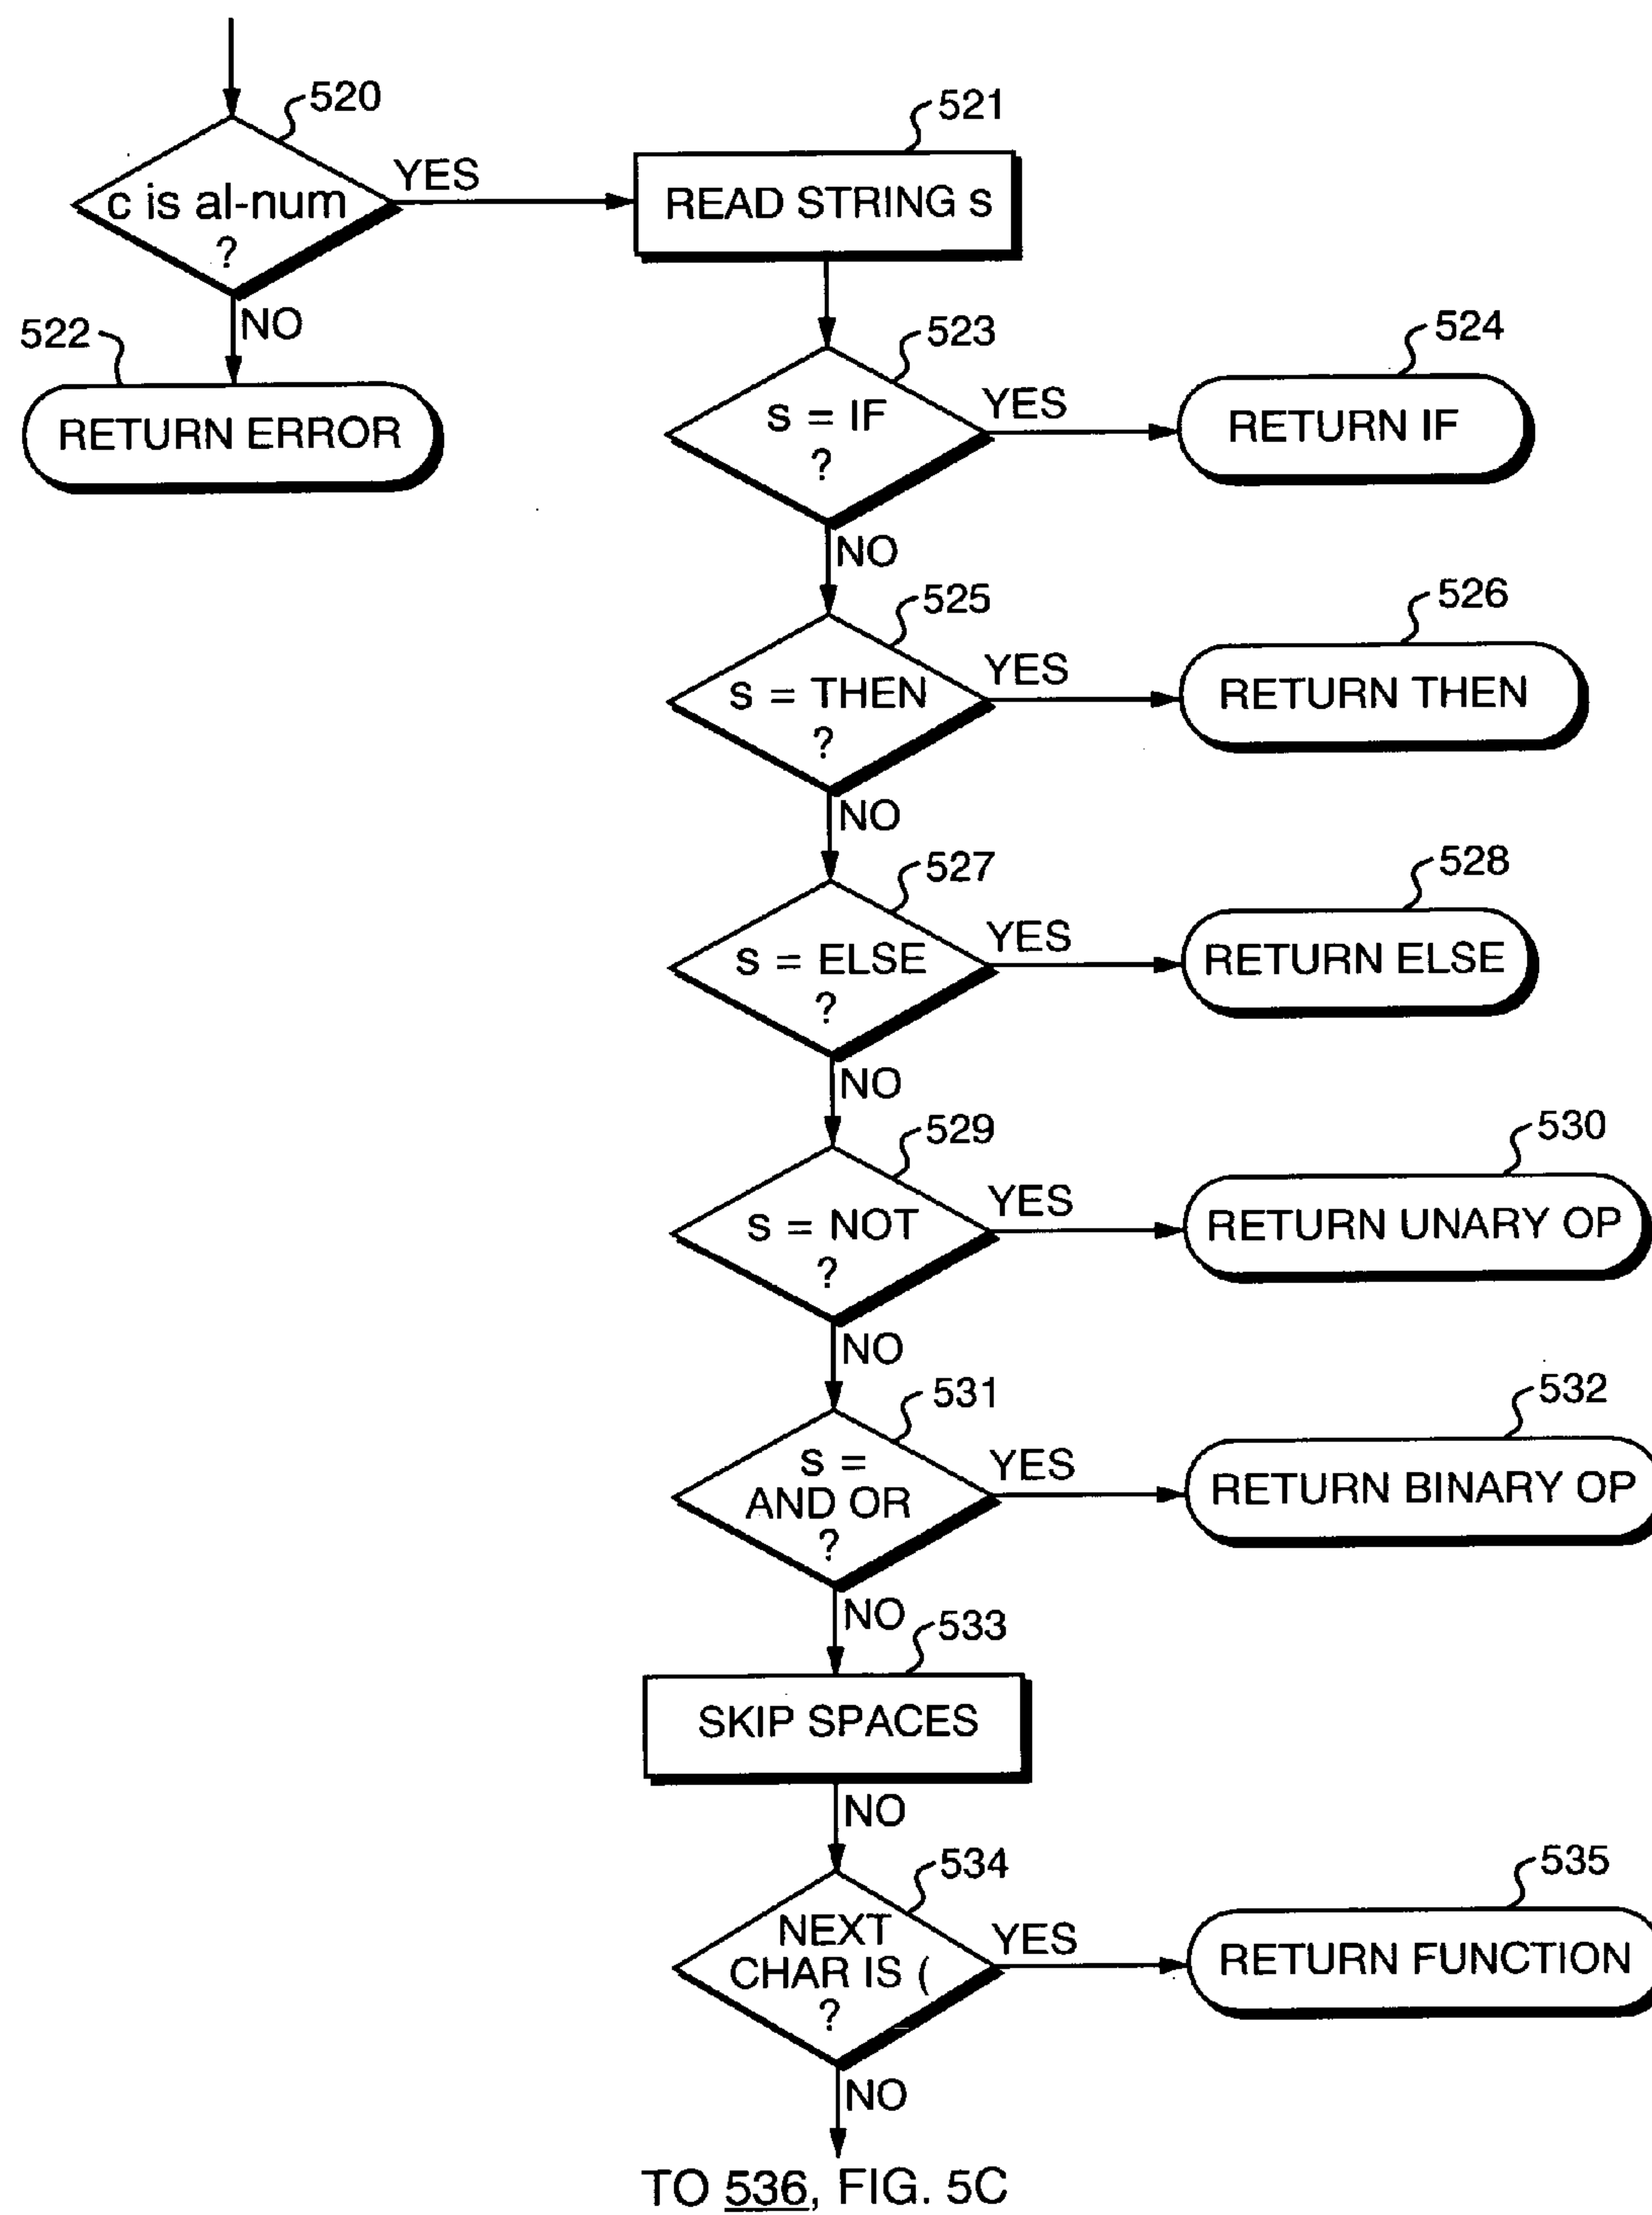 520
c is al-num
?
YES
521
READ STRING s
NO
522
RETURN ERROR
523
s = IF
?
YES
524
RETURN IF
NO
525
s = THEN
?
YES
526
RETURN THEN
NO
527
s = ELSE
?
YES
528
RETURN ELSE
NO
529
s = NOT
?
YES
530
RETURN UNARY OP
NO
531
s =
AND OR
?
YES
532
RETURN BINARY OP
NO
533
SKIP SPACES
NO
534
NEXT
CHAR IS (
?
YES
535
RETURN FUNCTION
NO
TO 536, FIG. 5C